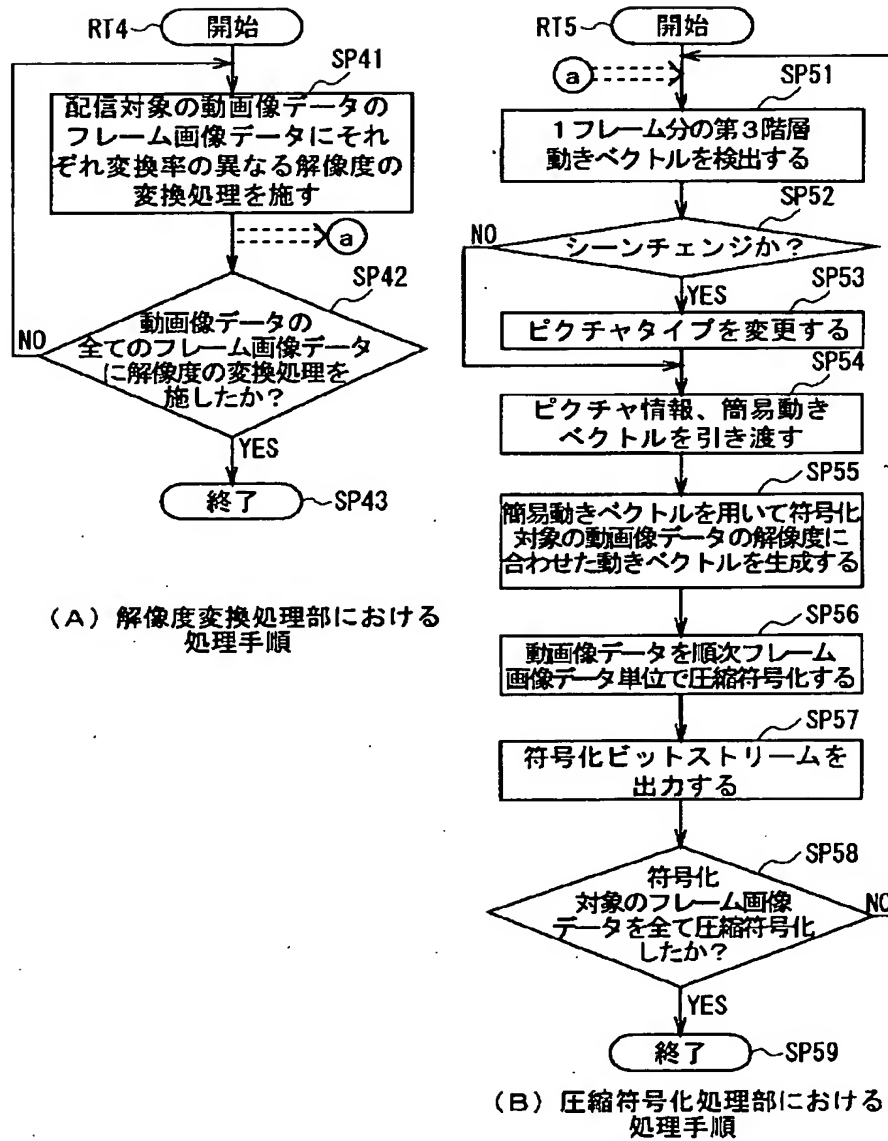 RT4
開始
SP41
配信対象の動画像データの
フレーム画像データにそれ
ぞれ変換率の異なる解像度の
変換処理を施す
a
SP42
動画像データの
全てのフレーム画像データ
に解像度の変換処理を
施したか?
NO
YES
終了
SP43
(A) 解像度変換処理部における
処理手順
RT5
開始
a
SP51
1フレーム分の第3階層
動きベクトルを検出する
SP52
NO
シーンチェンジか?
YES
SP53
ピクチャタイプを変更する
SP54
ピクチャ情報、簡易動き
ベクトルを引き渡す
SP55
簡易動きベクトルを用いて符号化
対象の動画像データの解像度に
合わせた動きベクトルを生成する
SP56
動画像データを順次フレーム
画像データ単位で圧縮符号化する
SP57
符号化ビットストリームを
出力する
SP58
符号化
対象のフレーム画像
データを全て圧縮符号化
したか?
NO
YES
終了
SP59
(B) 圧縮符号化処理部における
処理手順